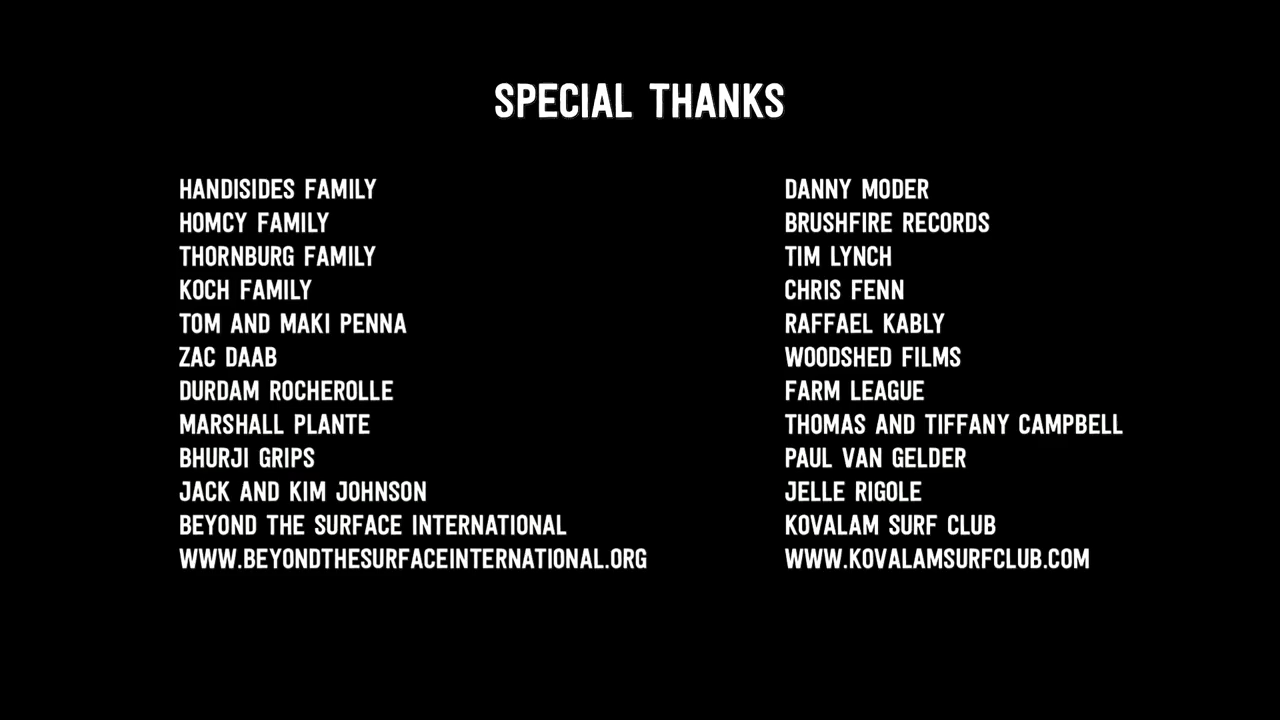 SPECIAL THANKS
HANDISIDES FAMILY
HOMCY FAMILY
THORNBURG FAMILY
KOCH FAMILY
TOM AND MAKI PENNA
ZAC DAAB
DURDAM ROCHEROLLE
MARSHALL PLANTE
BHURJI GRIPS
JACK AND KIM JOHNSON
BEYOND THE SURFACE INTERNATIONAL
WWW.BEYONDTHESURFACEINTERNATIONAL.ORG
DANNY MODER
BRUSHFIRE RECORDS
TIM LYNCH
CHRIS FENN
RAFFAEL KABLY
WOODSHED FILMS
FARM LEAGUE
THOMAS AND TIFFANY CAMPBELL
PAUL VAN GELDER
JELLE RIGOLE
KOVALAM SURF CLUB
WWW.KOVALAMSURFCLUB.COM